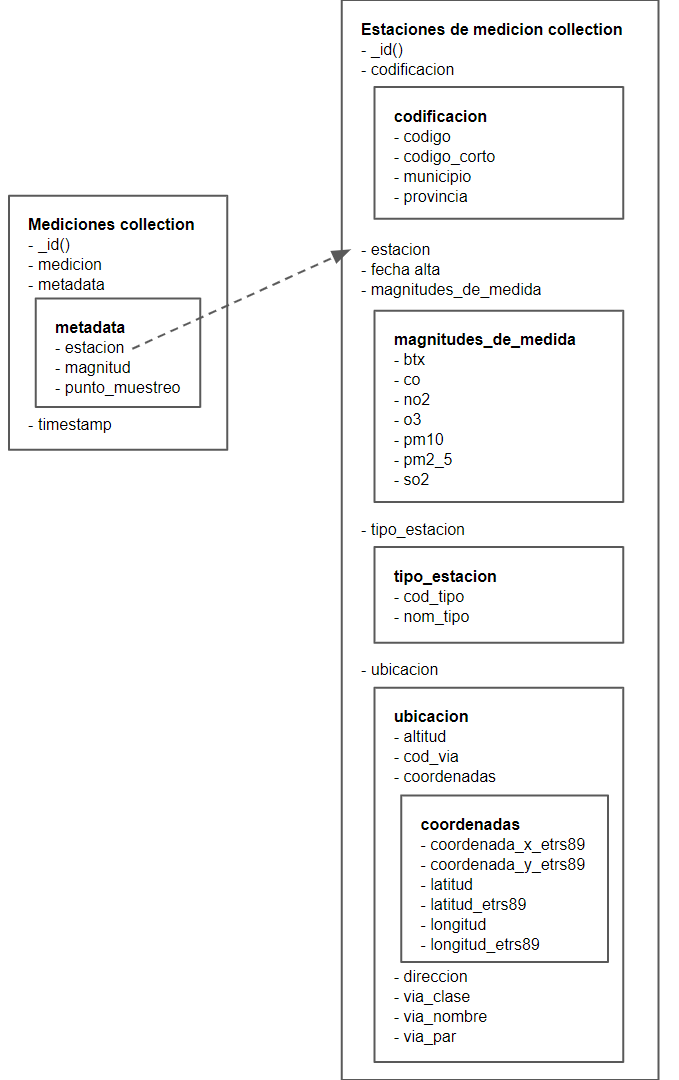 Mediciones collection
- _id()
- medicion
- metadata
metadata
- estacion
- magnitud
- punto_muestreo
- timestamp
Estaciones de medicion collection
- _id()
- codificacion
codificacion
- codigo
- codigo_corto
- municipio
- provincia
- estacion
- fecha alta
- magnitudes_de_medida
magnitudes_de_medida
- btx
- co
- no2
- o3
- pm10
- pm2_5
- so2
- tipo_estacion
tipo_estacion
- cod_tipo
- nom_tipo
- ubicacion
ubicacion
- altitud
- cod_via
- coordenadas
coordenadas
- coordenada_x_etrs89
- coordenada_y_etrs89
- latitud
- latitud_etrs89
- longitud
- longitud_etrs89
- direccion
- via_clase
- via_nombre
- via_par